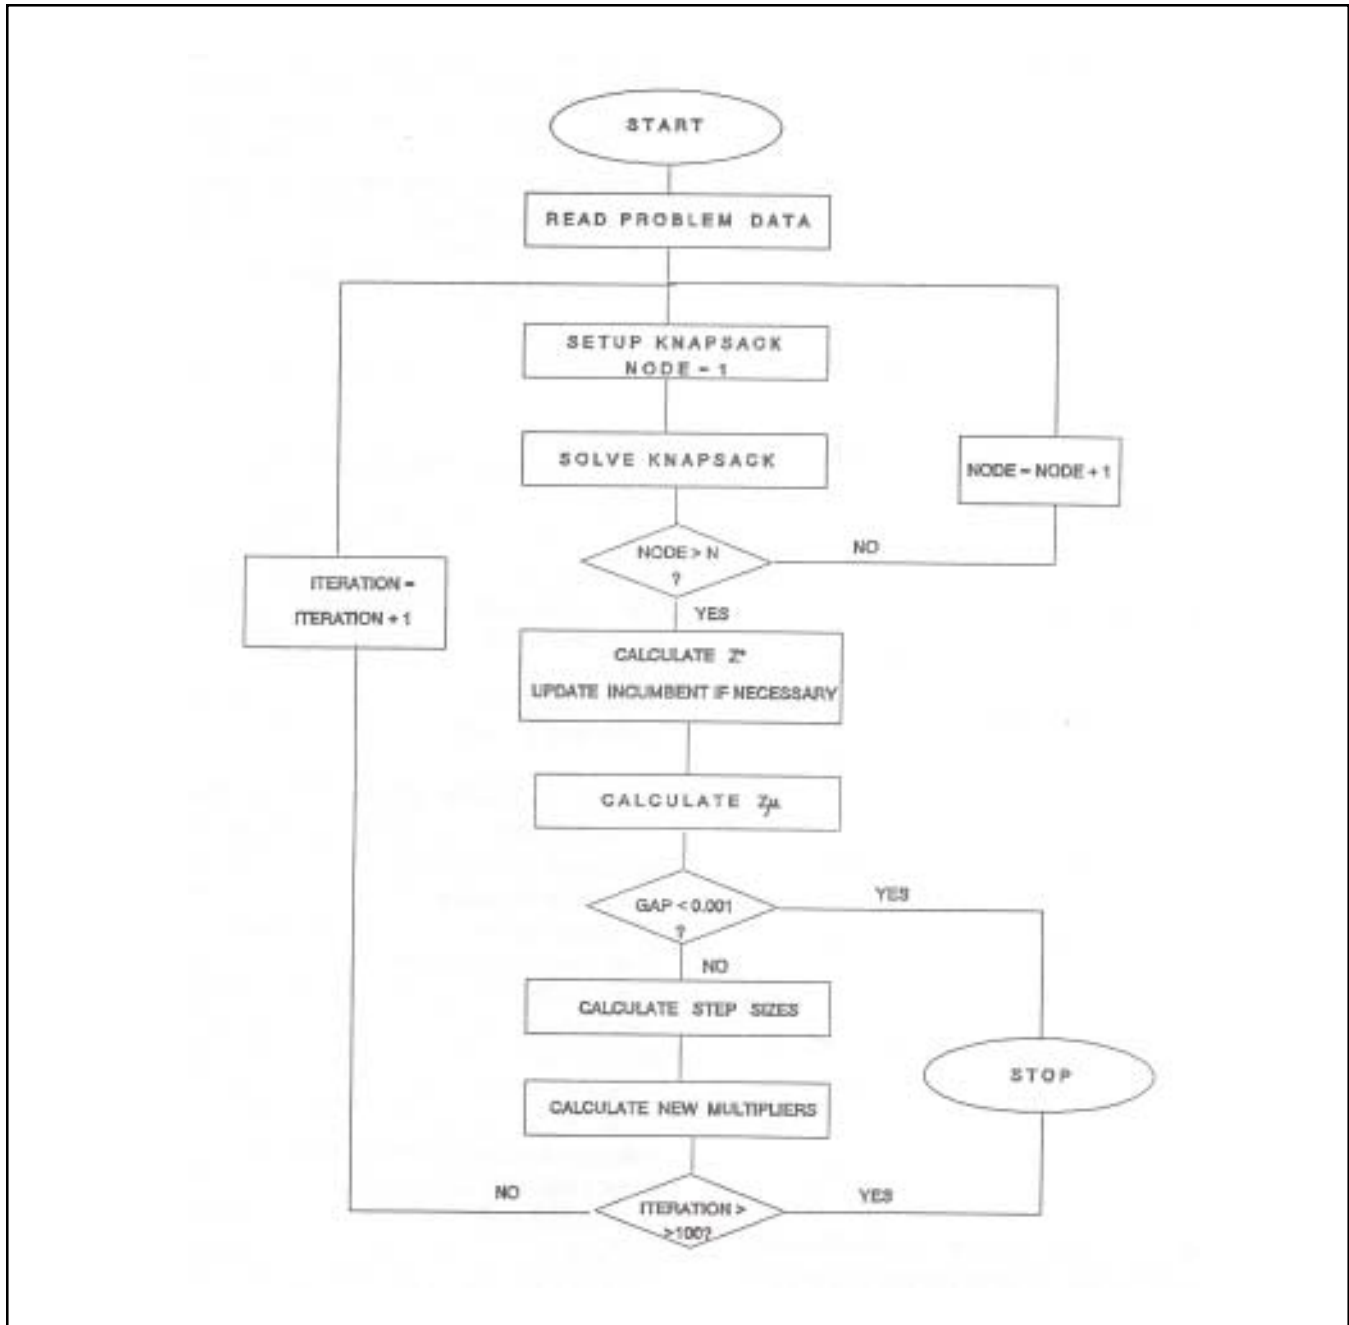 START
READ PROBLEM DATA
SETUP KNAPSACK
NODE = 1
SOLVE KNAPSACK
NODE = NODE + 1
NODE > N
?
NO
YES
ITERATION =
ITERATION + 1
CALCULATE Z*
UPDATE INCUMBENT IF NECESSARY
CALCULATE Zμ
GAP < 0.001
?
YES
NO
CALCULATE STEP SIZES
STOP
CALCULATE NEW MULTIPLIERS
NO
ITERATION >
>100?
YES